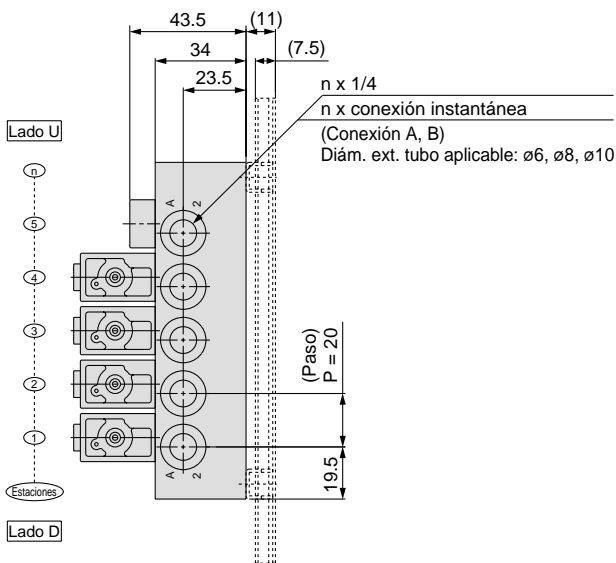 43.5
(11)
34
(7.5)
23.5
n x 1/4
n x conexión instantánea
(Conexión A, B)
Diám. ext. tubo aplicable: ø6, ø8, ø10
Lado U
n
5
4
3
2
1
Estaciones
Lado D
A 2
A 2
(Paso)
P = 20
19.5